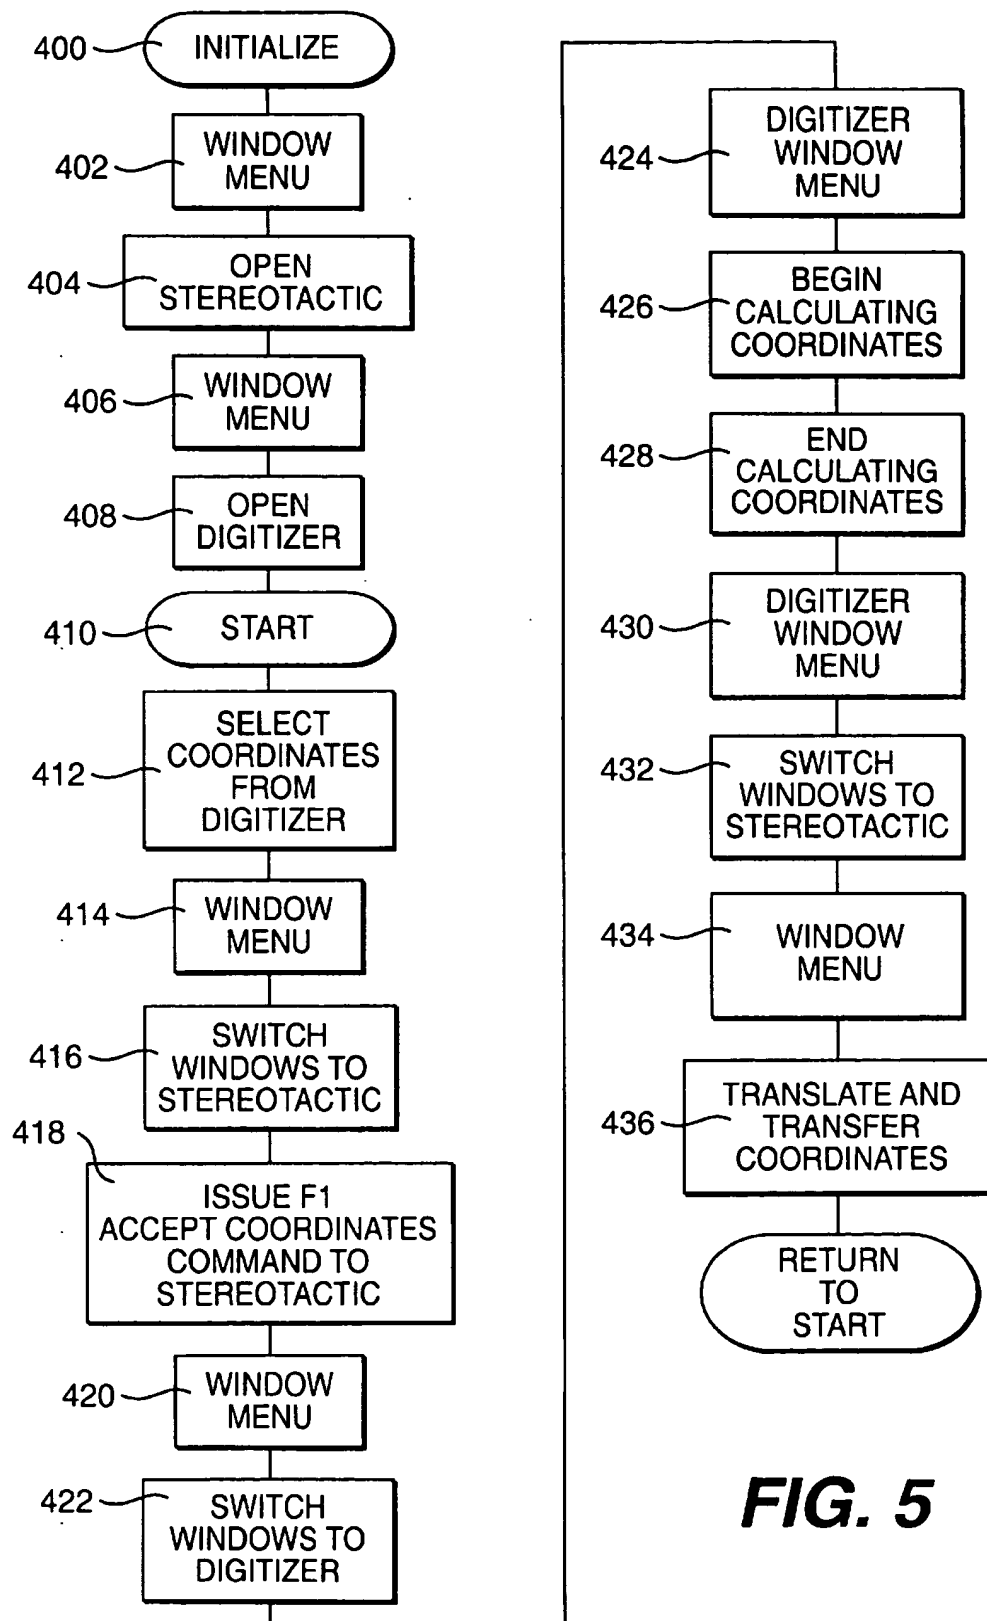 400
INITIALIZE
402
WINDOW
MENU
404
OPEN
STEREOTACTIC
406
WINDOW
MENU
408
OPEN
DIGITIZER
410
START
412
SELECT
COORDINATES
FROM
DIGITIZER
414
WINDOW
MENU
416
SWITCH
WINDOWS TO
STEREOTACTIC
418
ISSUE F1
ACCEPT COORDINATES
COMMAND TO
STEREOTACTIC
420
WINDOW
MENU
422
SWITCH
WINDOWS TO
DIGITIZER
424
DIGITIZER
WINDOW
MENU
426
BEGIN
CALCULATING
COORDINATES
428
END
CALCULATING
COORDINATES
430
DIGITIZER
WINDOW
MENU
432
SWITCH
WINDOWS TO
STEREOTACTIC
434
WINDOW
MENU
436
TRANSLATE AND
TRANSFER
COORDINATES
RETURN
TO
START
FIG. 5